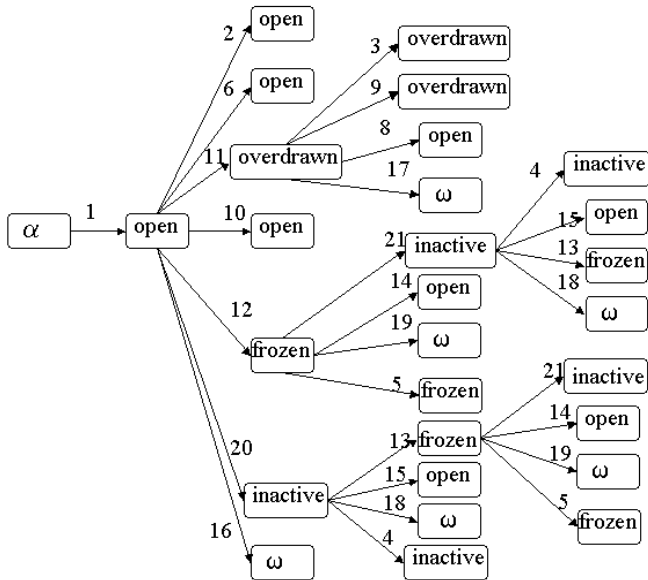 2 open
3 overdrawn
6 open
9 overdrawn
11 overdrawn
8 open
17 ω
4 inactive
α 1 open
10 open
21 inactive
15 open
13 frozen
18 ω
12 frozen
14 open
19 ω
5 frozen
20 inactive
13 frozen
21 inactive
14 open
19 ω
5 frozen
15 open
18 ω
4 inactive
16 ω